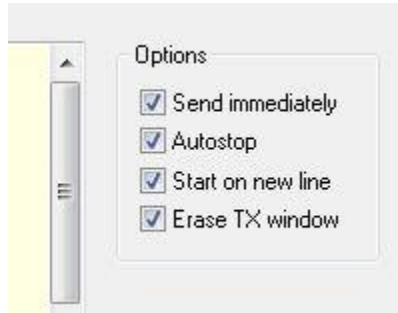 Options
Send immediately
Autostop
Start on new line
Erase TX window